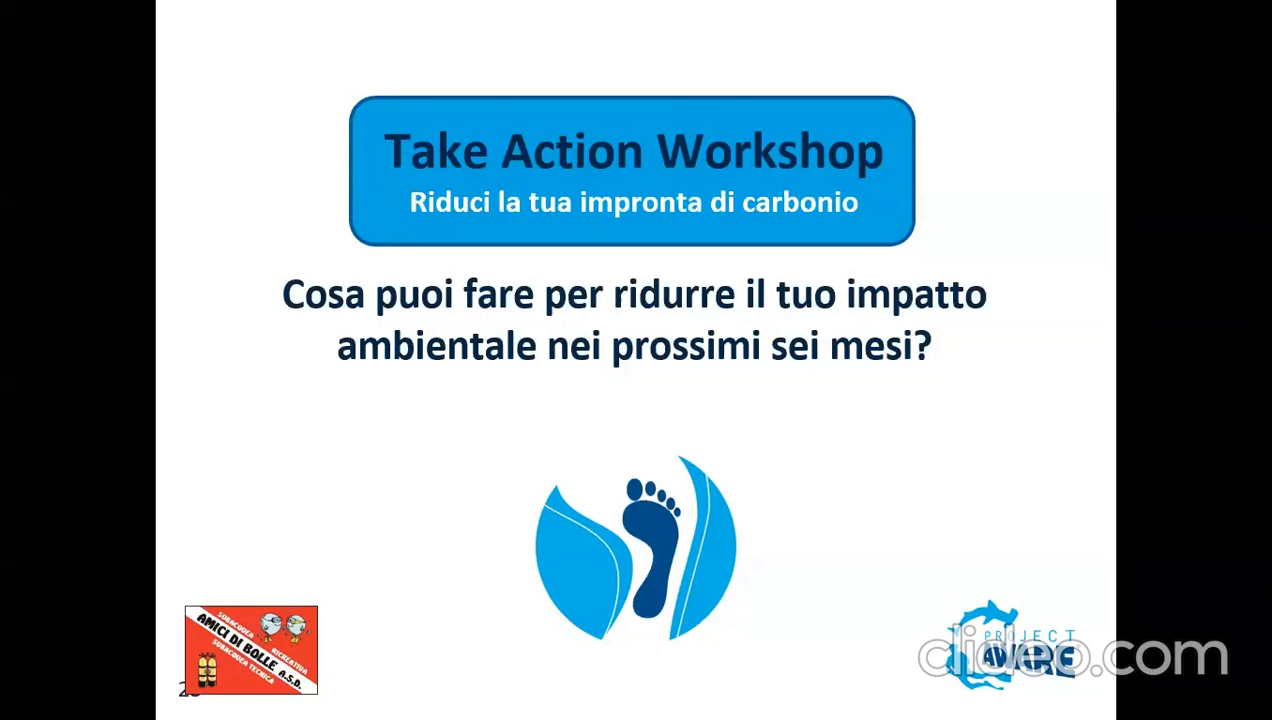 Take Action Workshop
Riduci la tua impronta di carbonio
Cosa puoi fare per ridurre il tuo impatto
ambientale nei prossimi sei mesi?
SUBACQUEA
RICREATIVA
AMICI DI BOLLE A.S.D.
SUBACQUEA TECNICA
PROJECT
AWARE
clideo.com